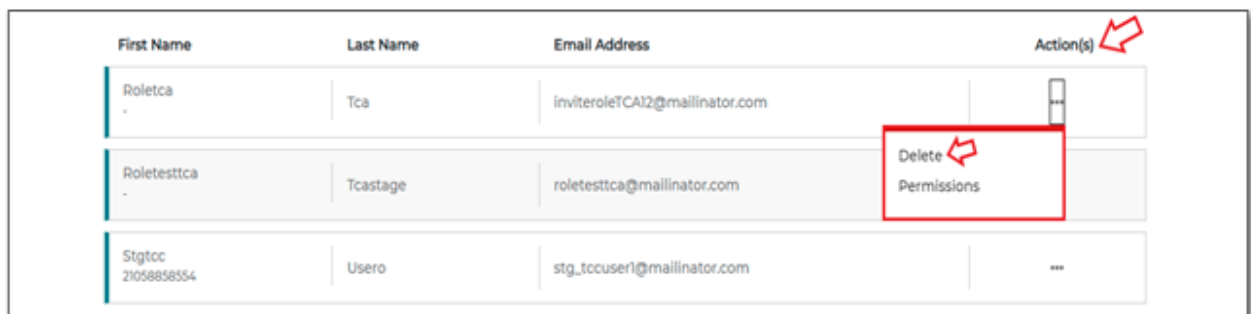 First Name Last Name Email Address Action(s)
Roletca
-
Tca inviteroleTCA12@mailinator.com ...
Delete
Permissions
Roletesttca
-
Tcastage roletesttca@mailinator.com
Stgtcc
21058858554
Usero stg_tccuser1@mailinator.com ...